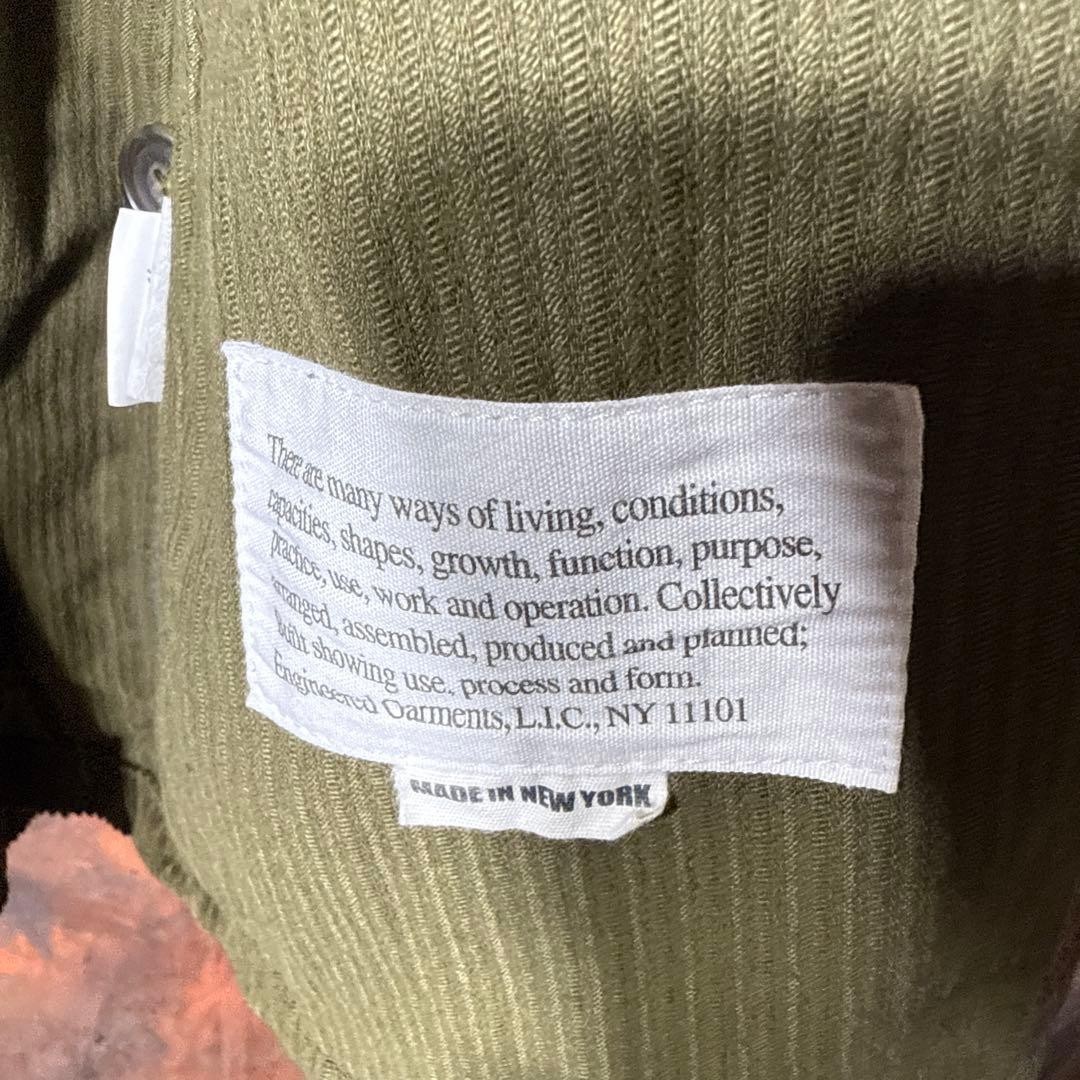 There are many ways of living, conditions,
capacities, shapes, growth, function, purpose,
practice, use, work and operation. Collectively
arranged, assembled, produced and planned;
built showing use, process and form.
Engineered Garments, L.I.C., NY 11101
MADE IN NEW YORK